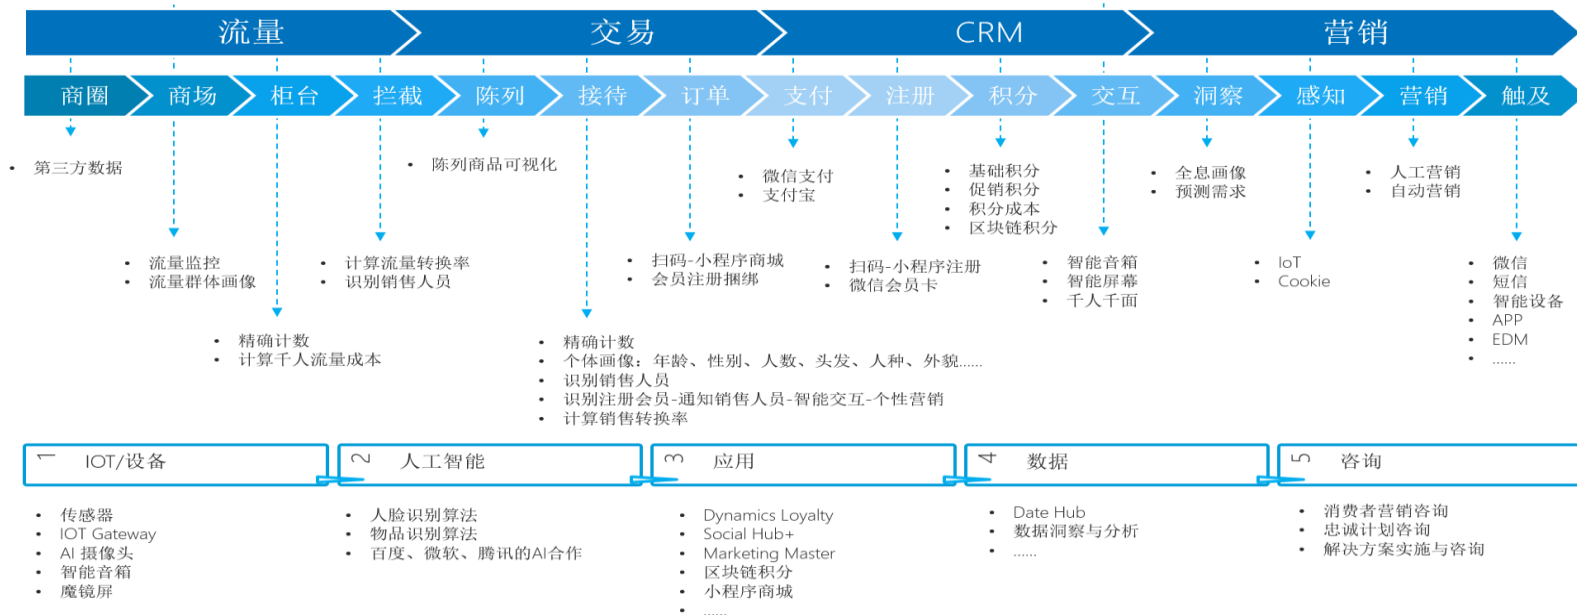 流量
交易
CRM
营销
商圈
商场
柜台
拦截
陈列
接待
订单
支付
注册
积分
交互
洞察
感知
营销
触及
• 第三方数据
• 流量监控
• 流量群体画像
• 精确计数
• 计算千人流量成本
• 计算流量转换率
• 识别销售人员
• 陈列商品可视化
• 精确计数
• 个体画像：年龄、性别、人数、头发、人种、外貌......
• 识别销售人员
• 识别注册会员-通知销售人员-智能交互-个性营销
• 计算销售转换率
• 扫码-小程序商城
• 会员注册捆绑
• 微信支付
• 支付宝
• 扫码-小程序注册
• 微信会员卡
• 基础积分
• 促销积分
• 积分成本
• 区块链积分
• 智能音箱
• 智能屏幕
• 千人千面
• 全息画像
• 预测需求
• IoT
• Cookie
• 人工营销
• 自动营销
• 微信
• 短信
• 智能设备
• APP
• EDM
• ......
1 IOT/设备
• 传感器
• IOT Gateway
• AI 摄像头
• 智能音箱
• 魔镜屏
2 人工智能
• 人脸识别算法
• 物品识别算法
• 百度、微软、腾讯的AI合作
3 应用
• Dynamics Loyalty
• Social Hub+
• Marketing Master
• 区块链积分
• 小程序商城
• ......
4 数据
• Date Hub
• 数据洞察与分析
• ......
5 咨询
• 消费者营销咨询
• 忠诚计划咨询
• 解决方案实施与咨询